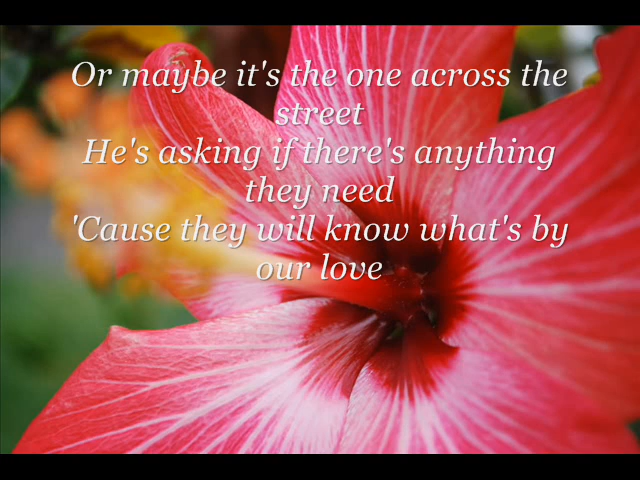 Or maybe it's the one across the
street
He's asking if there's anything
they need
'Cause they will know what's by
our love